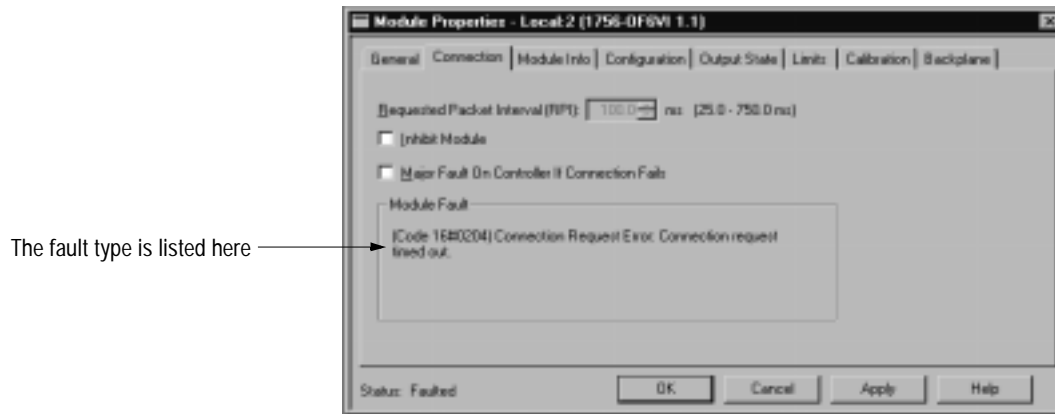 Module Properties - Local:2 (1756-OF6VI 1.1)
General Connection Module Info Configuration Output State Limits Calibration Backplane
Requested Packet Interval (RPI): 100.0 ms (25.0 - 750.0 ms)
Inhibit Module
Major Fault On Controller If Connection Fails
Module Fault
The fault type is listed here
(Code 16#0204) Connection Request Error: Connection request
timed out.
Status: Faulted OK Cancel Apply Help